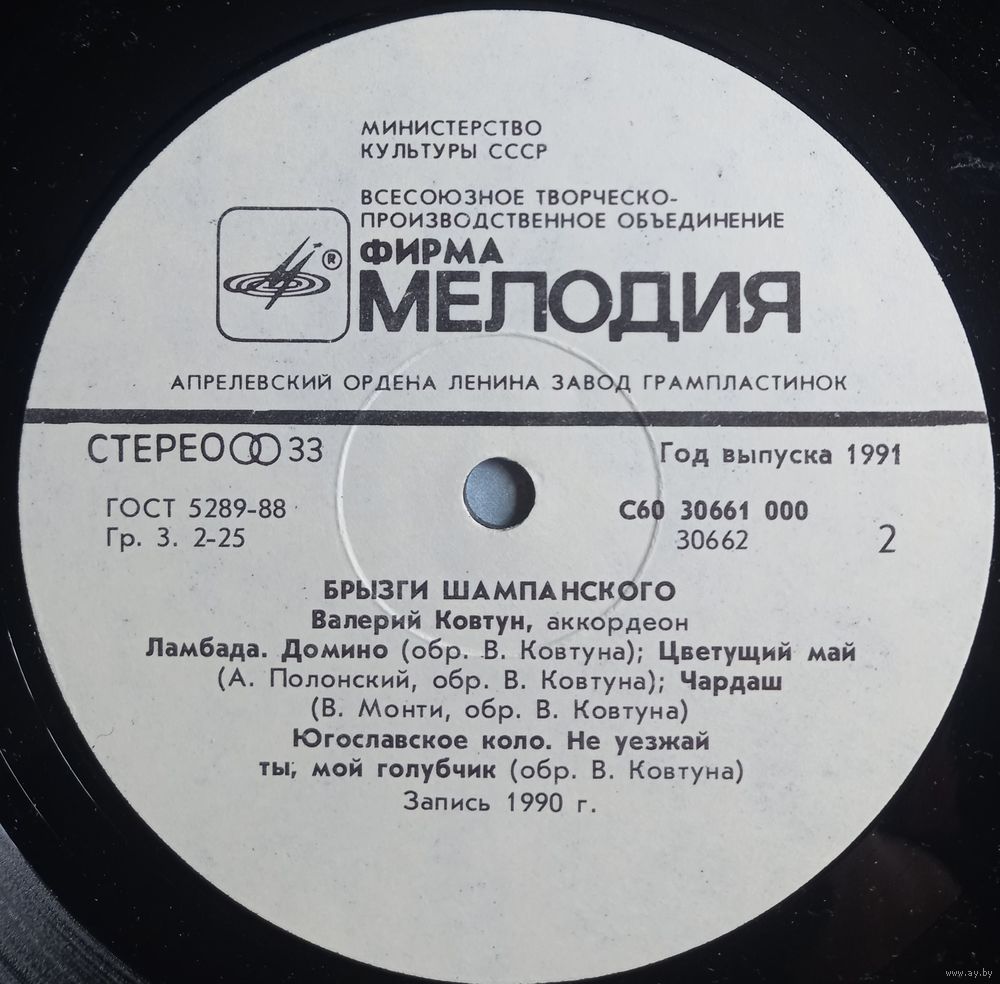 МИНИСТЕРСТВО
КУЛЬТУРЫ СССР
ВСЕСОЮЗНОЕ ТВОРЧЕСКО-
ПРОИЗВОДСТВЕННОЕ ОБЪЕДИНЕНИЕ
ФИРМА
®
МЕЛОДИЯ
АПРЕЛЕВСКИЙ ОРДЕНА ЛЕНИНА ЗАВОД ГРАМПЛАСТИНОК
СТЕРЕО 33
Год выпуска 1991
ГОСТ 5289-88
С60 30661 000
Гр. 3. 2-25
30662
2
БРЫЗГИ ШАМПАНСКОГО
Валерий Ковтун, аккордеон
Ламбада. Домино (обр. В. Ковтуна); Цветущий май
(А. Полонский, обр. В. Ковтуна); Чардаш
(В. Монти, обр. В. Ковтуна)
Югославское коло. Не уезжай
ты, мой голубчик (обр. В. Ковтуна)
Запись 1990 г.
www.ay.by